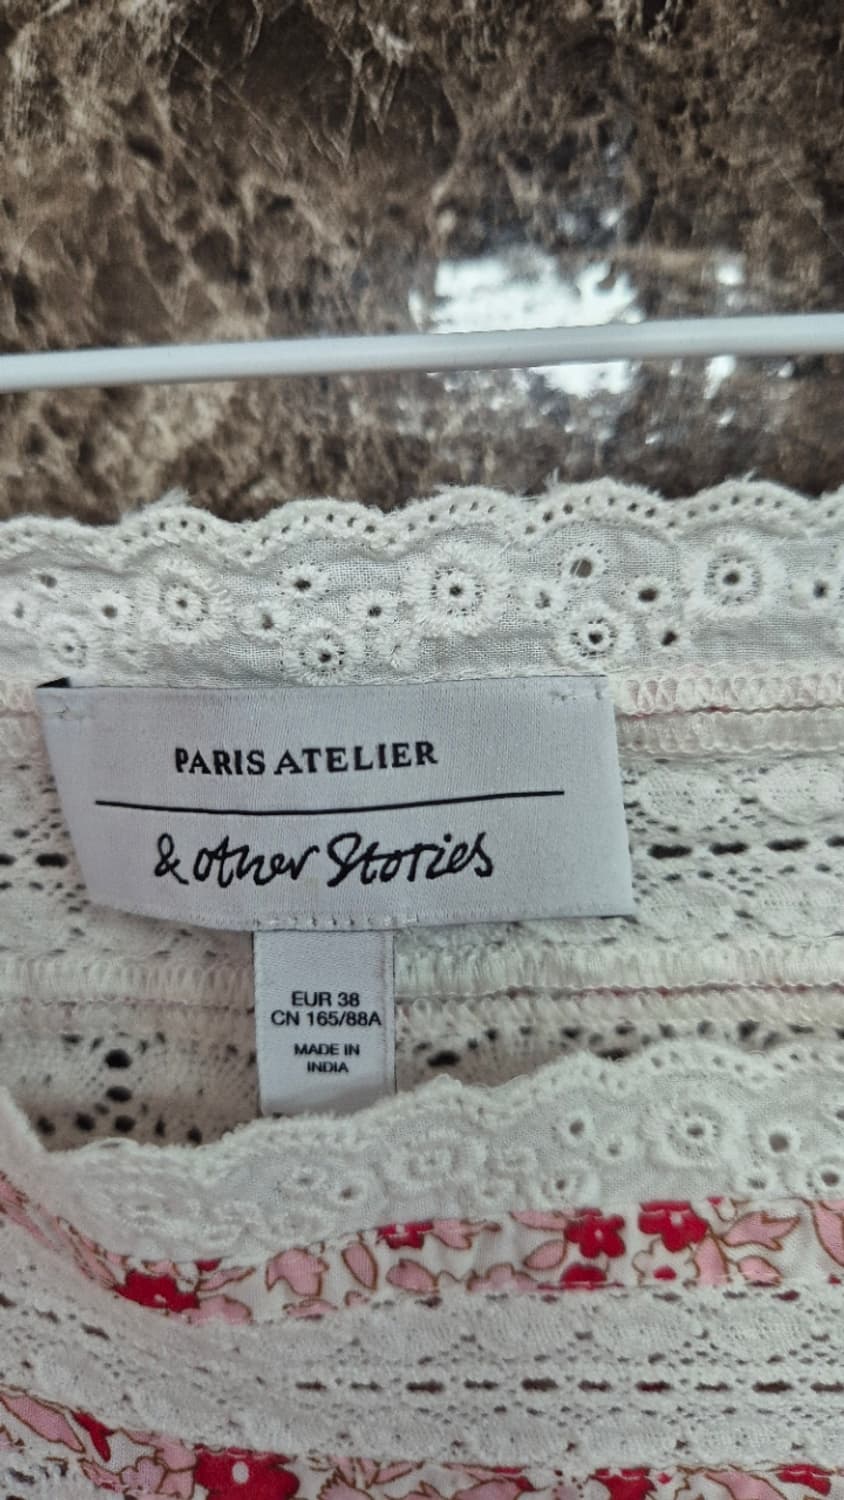 PARIS ATELIER
& other Stories
EUR 38
CN 165/88A
MADE IN
INDIA